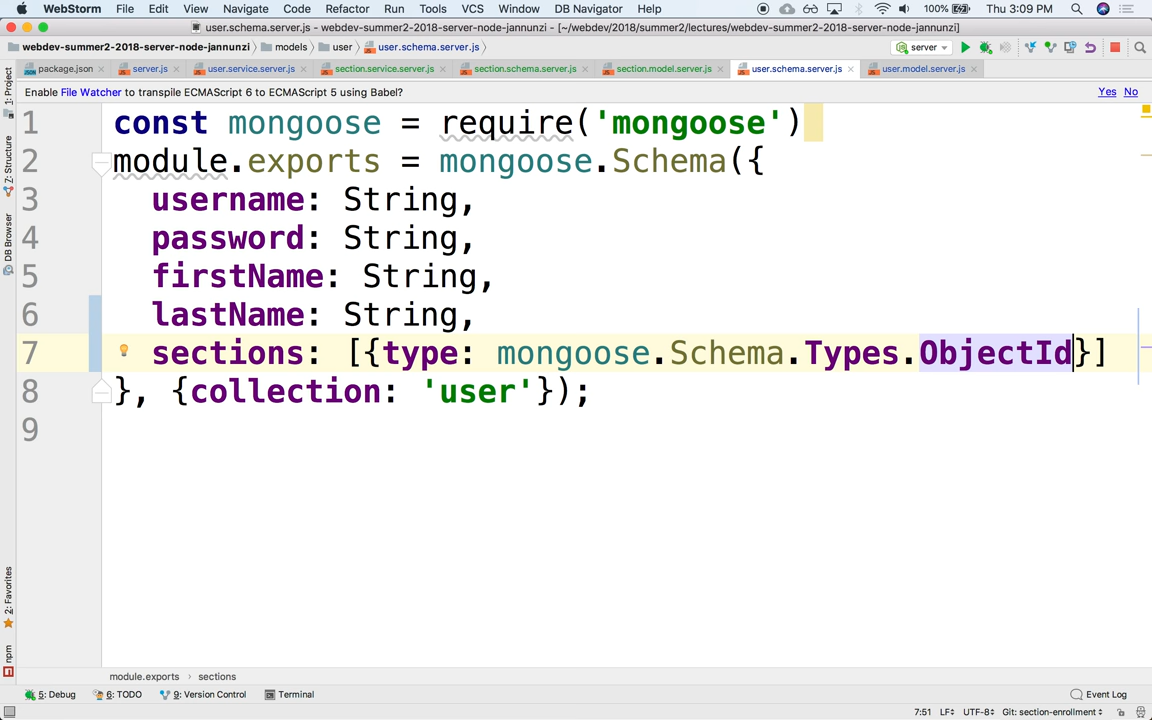 WebStorm File Edit View Navigate Code Refactor Run Tools VCS Window DB Navigator Help 100% Thu 3:09 PM
user.schema.server.js - webdev-summer2-2018-server-node-jannunzi - [~/webdev/2018/summer2/lectures/webdev-summer2-2018-server-node-jannunzi]
webdev-summer2-2018-server-node-jannunzi models user user.schema.server.js server
package.json server.js user.service.server.js section.service.server.js section.schema.server.js section.model.server.js user.schema.server.js user.model.server.js
Enable File Watcher to transpile ECMAScript 6 to ECMAScript 5 using Babel? Yes No
1: Project
7: Structure
DB Browser
2: Favorites
npm
1 const mongoose = require('mongoose')
2 module.exports = mongoose.Schema({
3 username: String,
4 password: String,
5 firstName: String,
6 lastName: String,
7 sections: [{type: mongoose.Schema.Types.ObjectId}]
8 }, {collection: 'user'});
9
module.exports › sections
5: Debug 6: TODO 9: Version Control Terminal Event Log
7:51 LF UTF-8 Git: section-enrollment